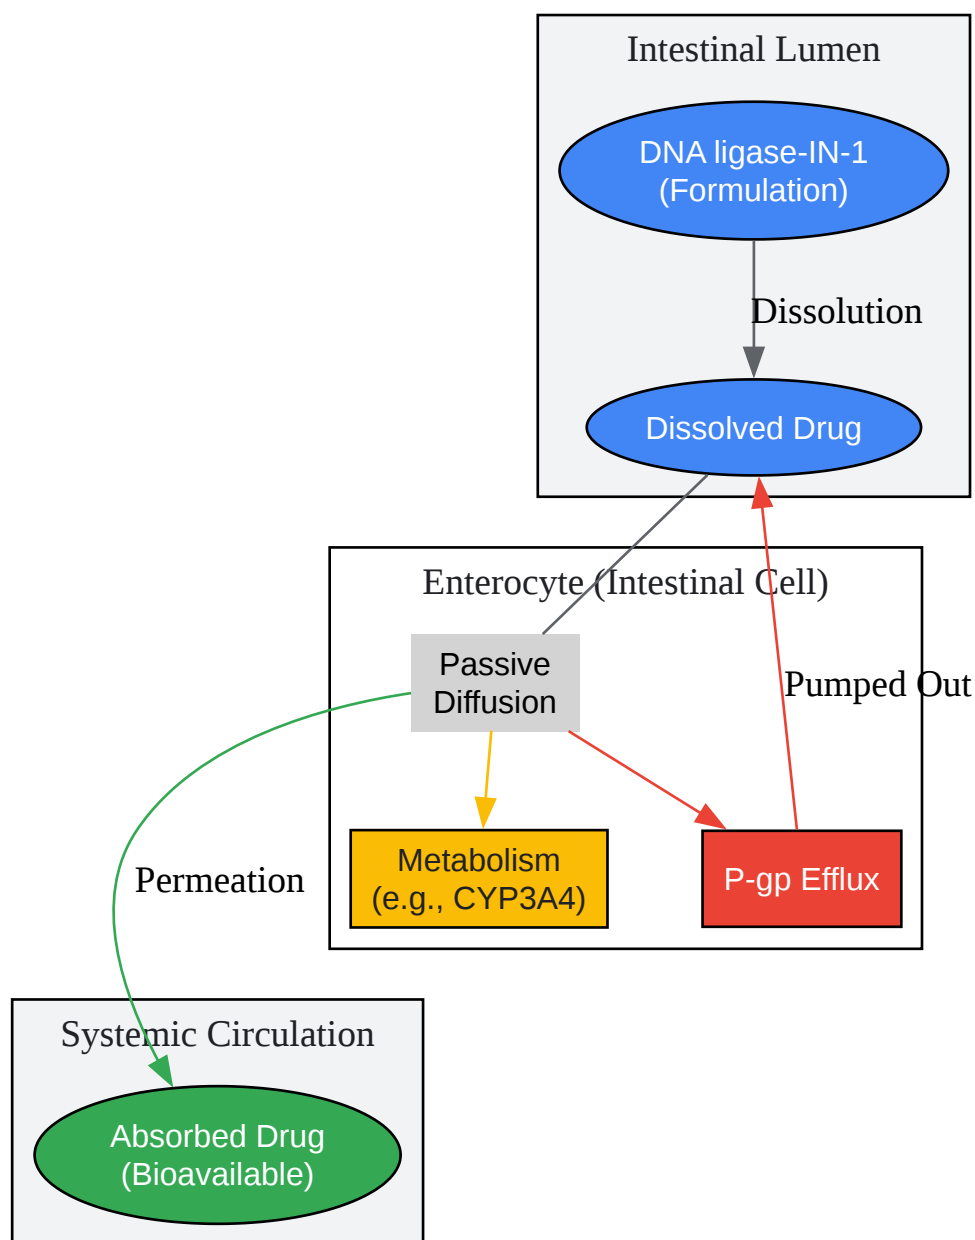 Intestinal Lumen
DNA ligase-IN-1
(Formulation)
Dissolution
Dissolved Drug
Enterocyte (Intestinal Cell)
Passive
Diffusion
Pumped Out
Metabolism
(e.g., CYP3A4)
P-gp Efflux
Permeation
Systemic Circulation
Absorbed Drug
(Bioavailable)